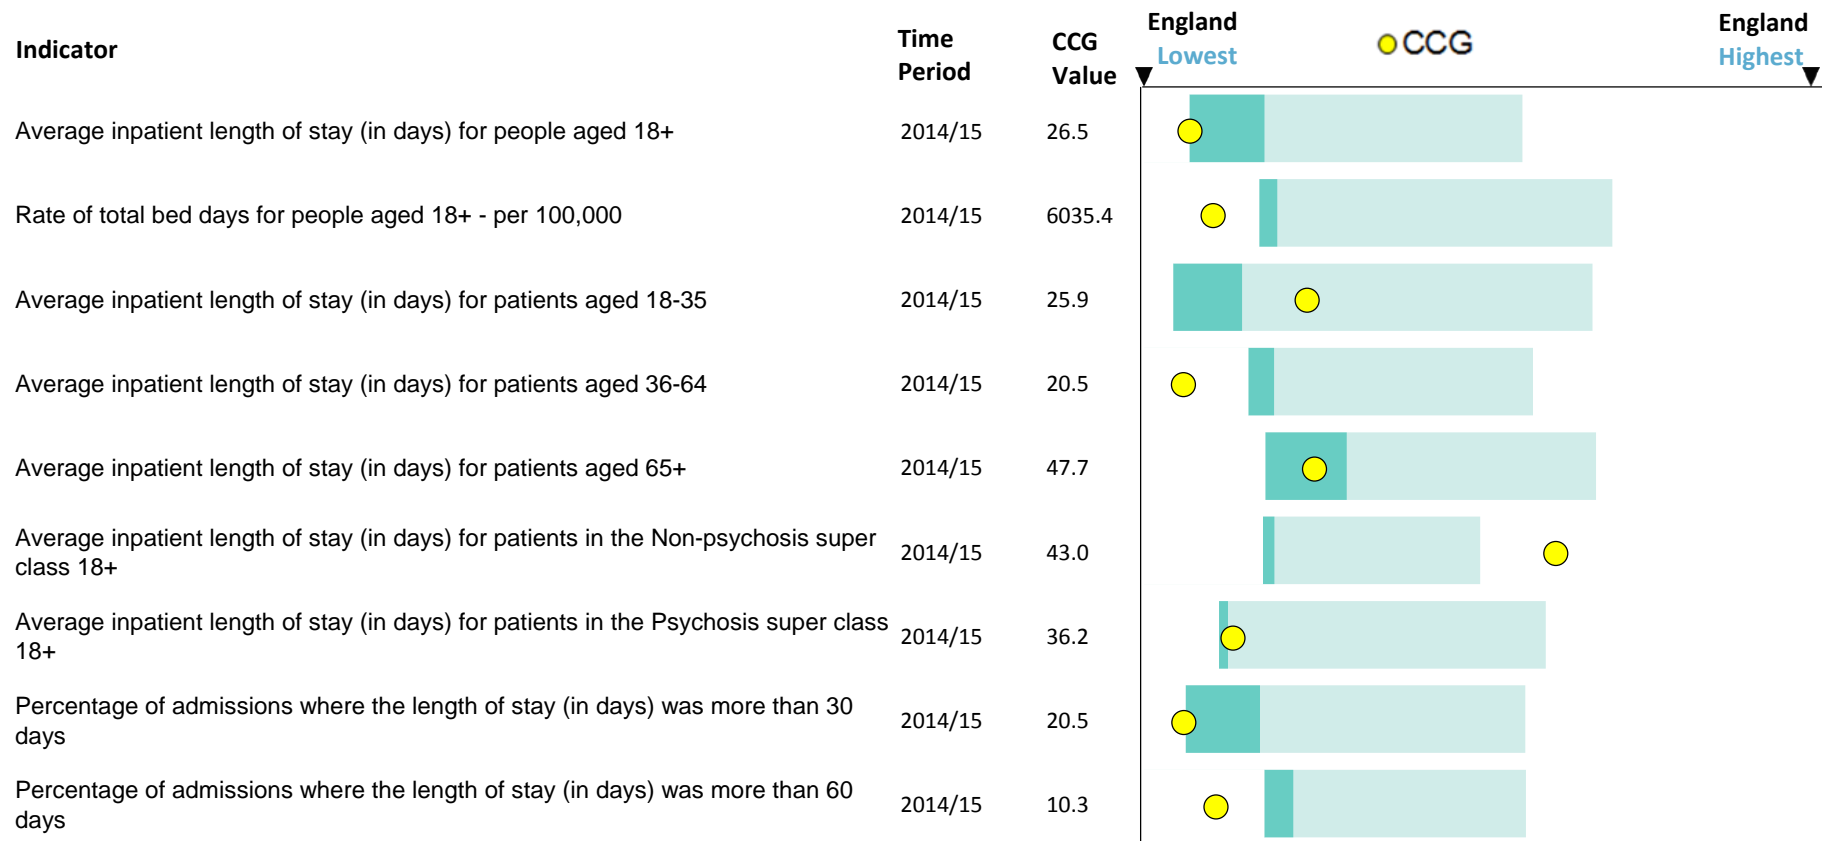 Indicator
Time Period
CCG Value
England Lowest
CCG
England Highest
Average inpatient length of stay (in days) for people aged 18+ 2014/15 26.5
Rate of total bed days for people aged 18+ - per 100,000 2014/15 6035.4
Average inpatient length of stay (in days) for patients aged 18-35 2014/15 25.9
Average inpatient length of stay (in days) for patients aged 36-64 2014/15 20.5
Average inpatient length of stay (in days) for patients aged 65+ 2014/15 47.7
Average inpatient length of stay (in days) for patients in the Non-psychosis super
class 18+ 2014/15 43.0
Average inpatient length of stay (in days) for patients in the Psychosis super class
18+ 2014/15 36.2
Percentage of admissions where the length of stay (in days) was more than 30
days 2014/15 20.5
Percentage of admissions where the length of stay (in days) was more than 60
days 2014/15 10.3